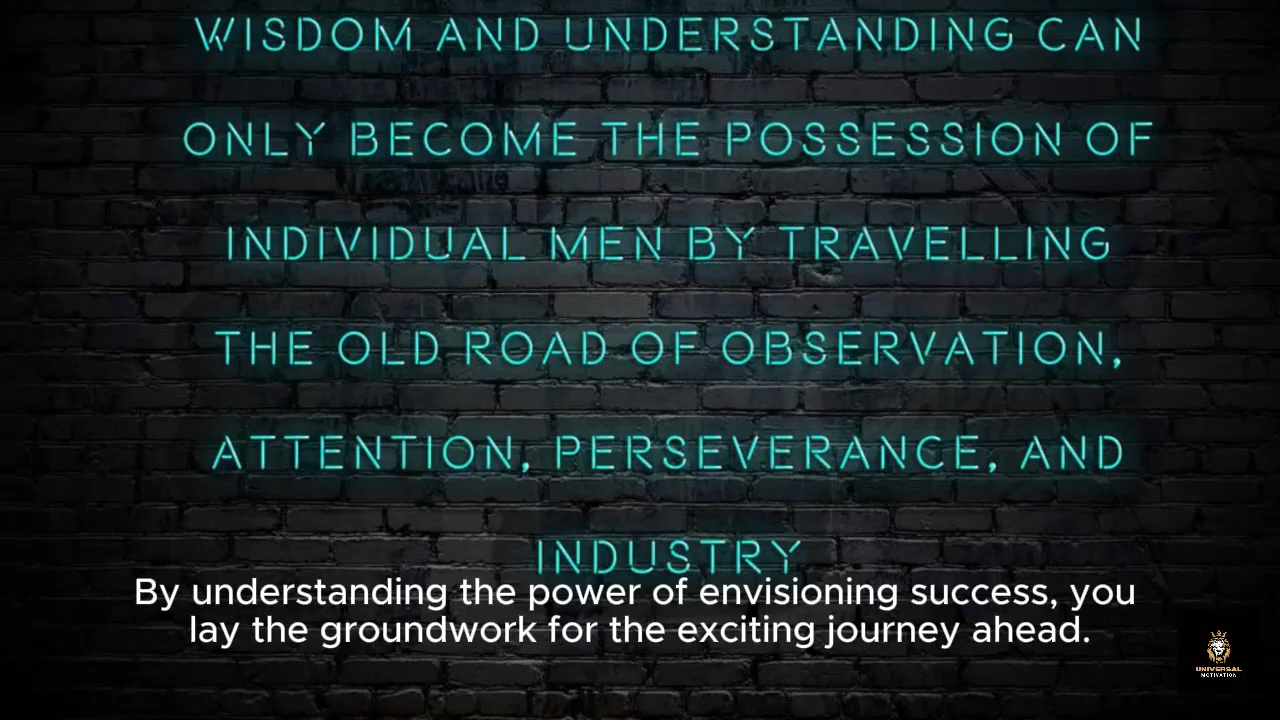 WISDOM AND UNDERSTANDING CAN
ONLY BECOME THE POSSESSION OF
INDIVIDUAL MEN BY TRAVELLING
THE OLD ROAD OF OBSERVATION,
ATTENTION, PERSEVERANCE, AND
INDUSTRY
By understanding the power of envisioning success, you
lay the groundwork for the exciting journey ahead.
UNIVERSAL
MOTIVATION